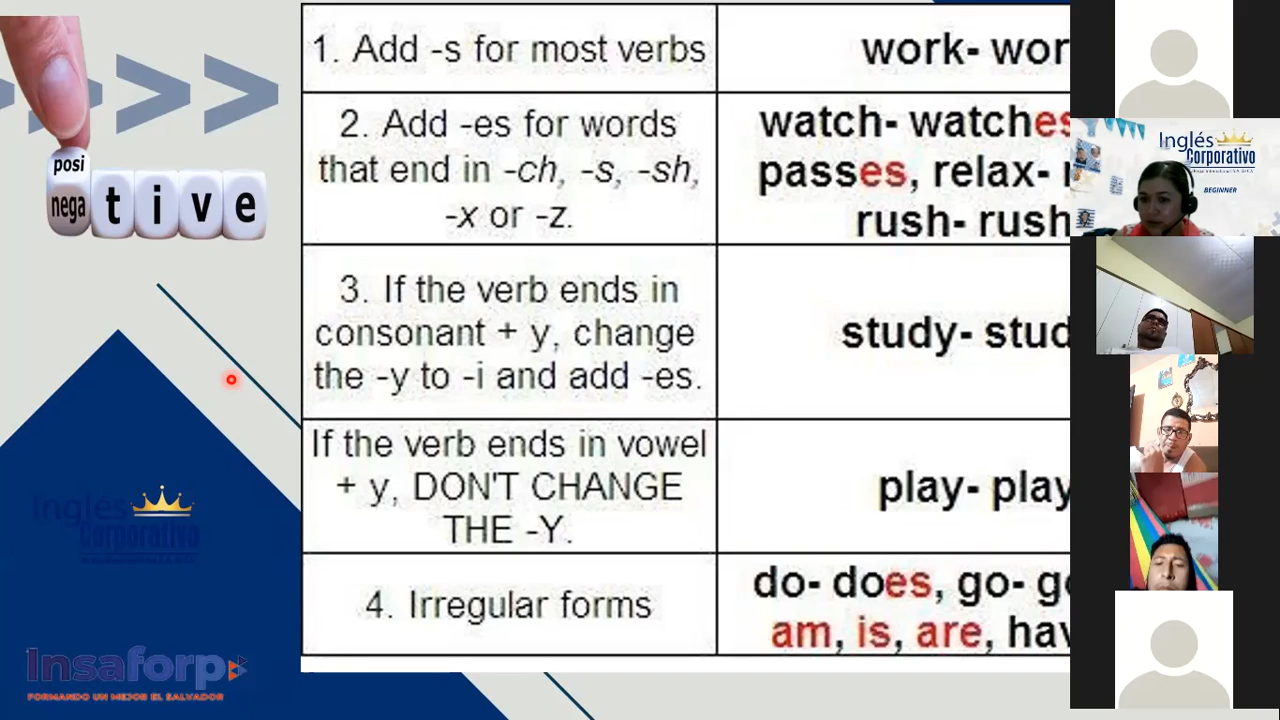 posi
nega
tive
1. Add -s for most verbs
work- wor
2. Add -es for words
that end in -ch, -s, -sh,
-x or -z.
watch- watches
passes, relax-
rush- rush
3. If the verb ends in
consonant + y, change
the -y to -i and add -es.
study- stud
If the verb ends in vowel
+ y, DON'T CHANGE
THE -Y.
play- play
4. Irregular forms
do- does, go- go
am, is, are, hav
Inglés
Corporativo
Insaforp
FORMANDO UN MEJOR EL SALVADOR
Inglés
Corporativo
BEGINNER